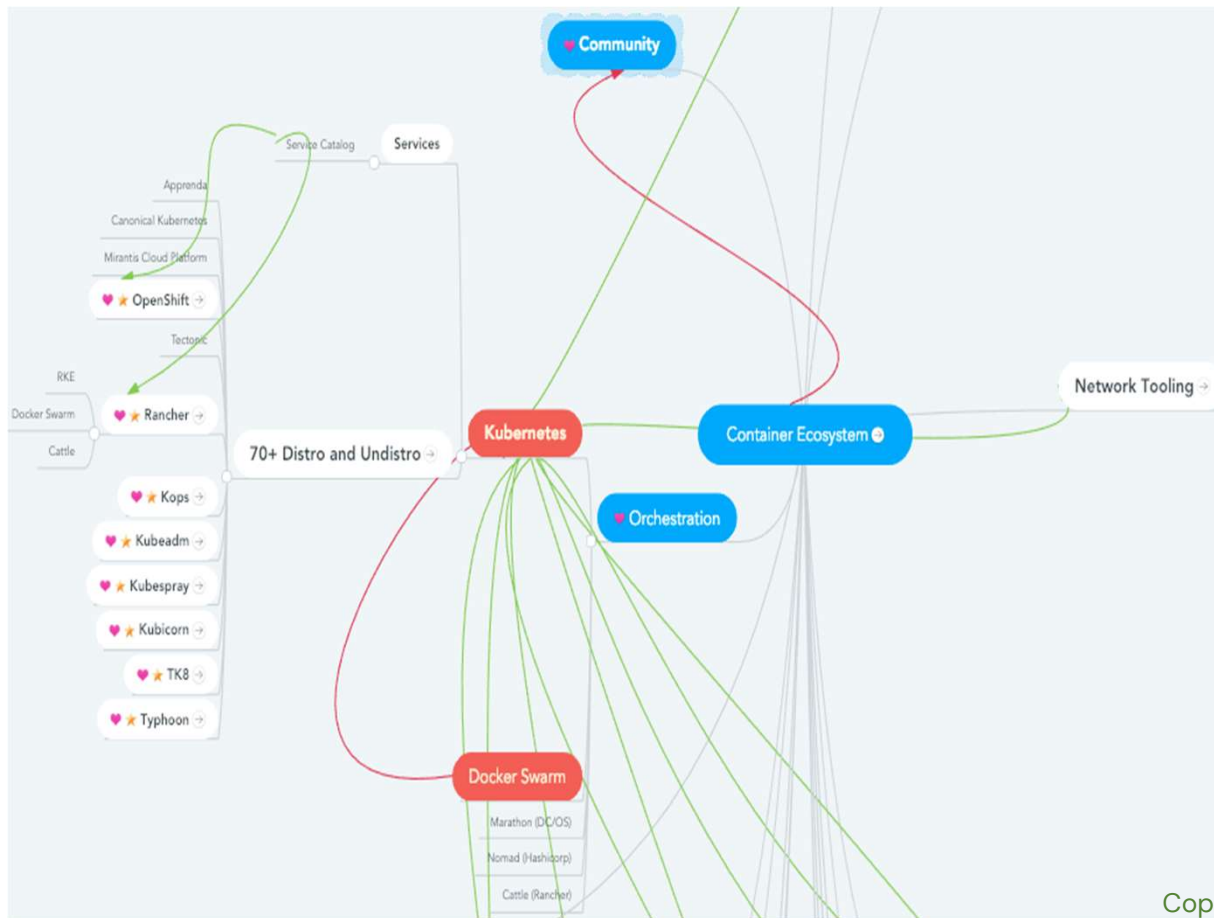 Community
Service Catalog
Services
Apprenda
Canonical Kubernetes
Mirantis Cloud Platform
OpenShift
Tectonic
RKE
Docker Swarm
Cattle
Rancher
70+ Distro and Undistro
Kubernetes
Container Ecosystem
Network Tooling
Kops
Kubeadm
Kubespray
Kubicorn
TK8
Typhoon
Orchestration
Docker Swarm
Marathon (DC/OS)
Nomad (Hashicorp)
Cattle (Rancher)
Cop